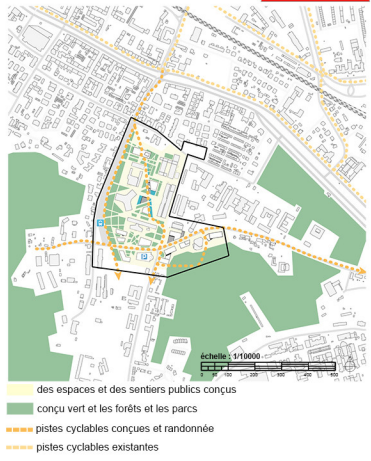 P
échelle : 1/10000
0 50 100 200 300 400 500
des espaces et des sentiers publics conçus
conçu vert et les forêts et les parcs
pistes cyclables conçues et randonnée
pistes cyclables existantes